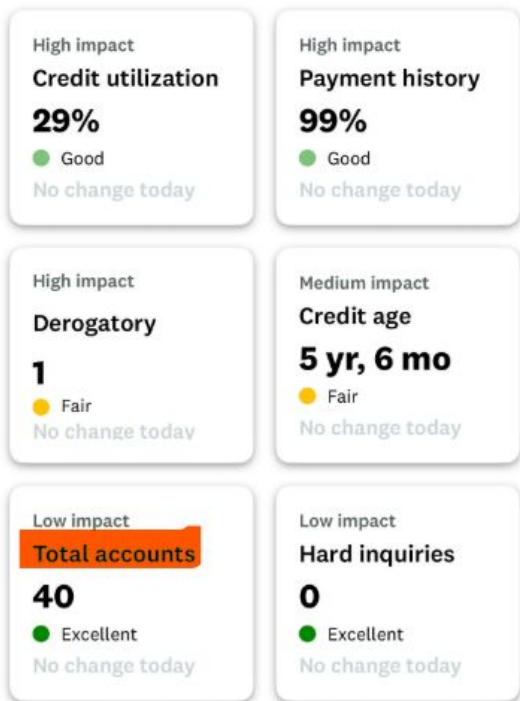 High impact
Credit utilization
29%
Good
No change today
High impact
Payment history
99%
Good
No change today
High impact
Derogatory
1
Fair
No change today
Medium impact
Credit age
5 yr, 6 mo
Fair
No change today
Low impact
Total accounts
40
Excellent
No change today
Low impact
Hard inquiries
0
Excellent
No change today